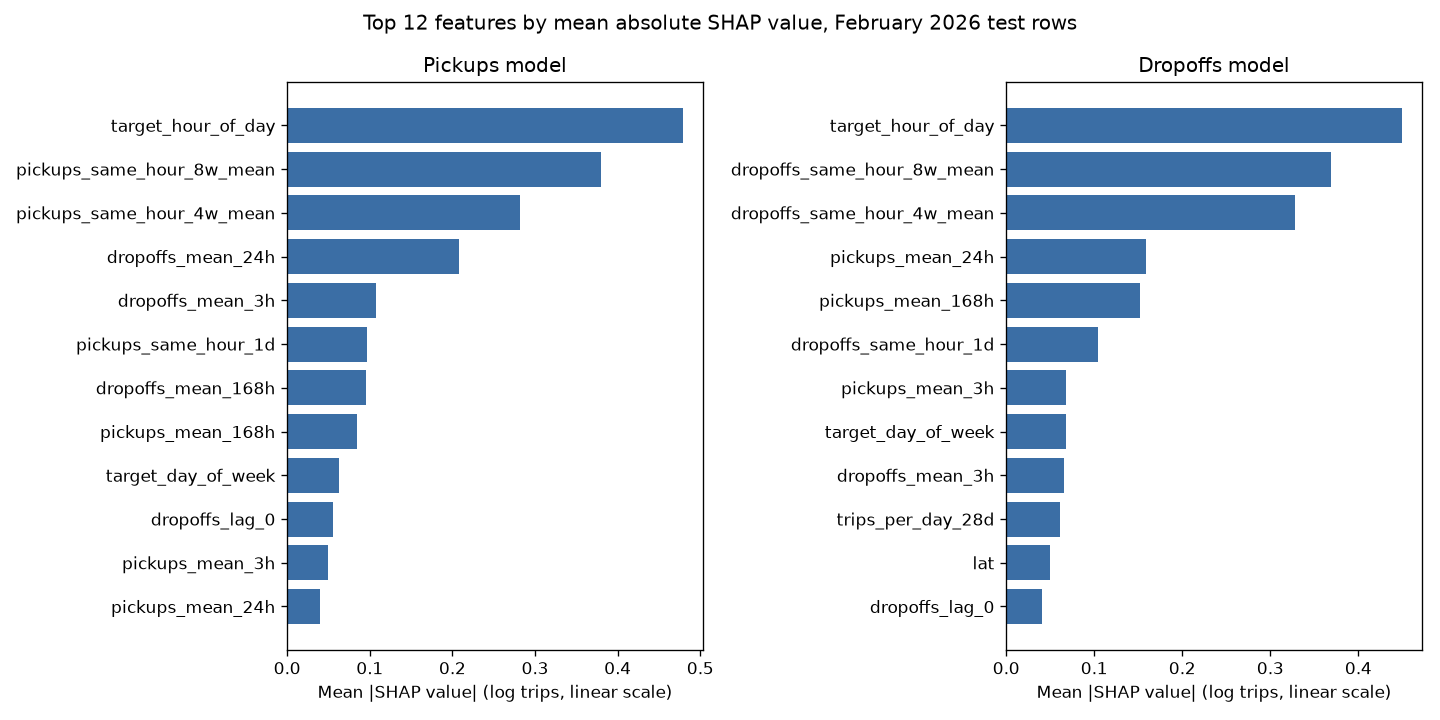 Top 12 features by mean absolute SHAP value, February 2026 test rows
Pickups model
target_hour_of_day
pickups_same_hour_8w_mean
pickups_same_hour_4w_mean
dropoffs_mean_24h
dropoffs_mean_3h
pickups_same_hour_1d
dropoffs_mean_168h
pickups_mean_168h
target_day_of_week
dropoffs_lag_0
pickups_mean_3h
pickups_mean_24h
0.0 0.1 0.2 0.3 0.4 0.5
Mean |SHAP value| (log trips, linear scale)
Dropoffs model
target_hour_of_day
dropoffs_same_hour_8w_mean
dropoffs_same_hour_4w_mean
pickups_mean_24h
pickups_mean_168h
dropoffs_same_hour_1d
pickups_mean_3h
target_day_of_week
dropoffs_mean_3h
trips_per_day_28d
lat
dropoffs_lag_0
0.0 0.1 0.2 0.3 0.4
Mean |SHAP value| (log trips, linear scale)